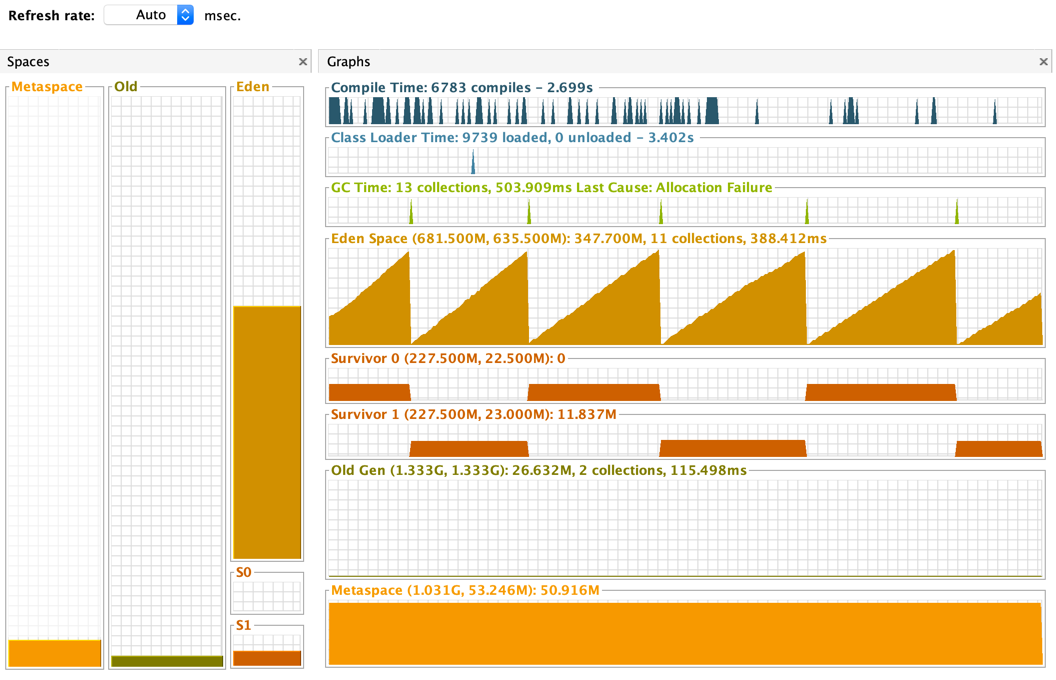 Refresh rate: Auto msec.
Spaces
Graphs
Metaspace
Old
Eden
S0
S1
Compile Time: 6783 compiles - 2.699s
Class Loader Time: 9739 loaded, 0 unloaded - 3.402s
GC Time: 13 collections, 503.909ms Last Cause: Allocation Failure
Eden Space (681.500M, 635.500M): 347.700M, 11 collections, 388.412ms
Survivor 0 (227.500M, 22.500M): 0
Survivor 1 (227.500M, 23.000M): 11.837M
Old Gen (1.333G, 1.333G): 26.632M, 2 collections, 115.498ms
Metaspace (1.031G, 53.246M): 50.916M